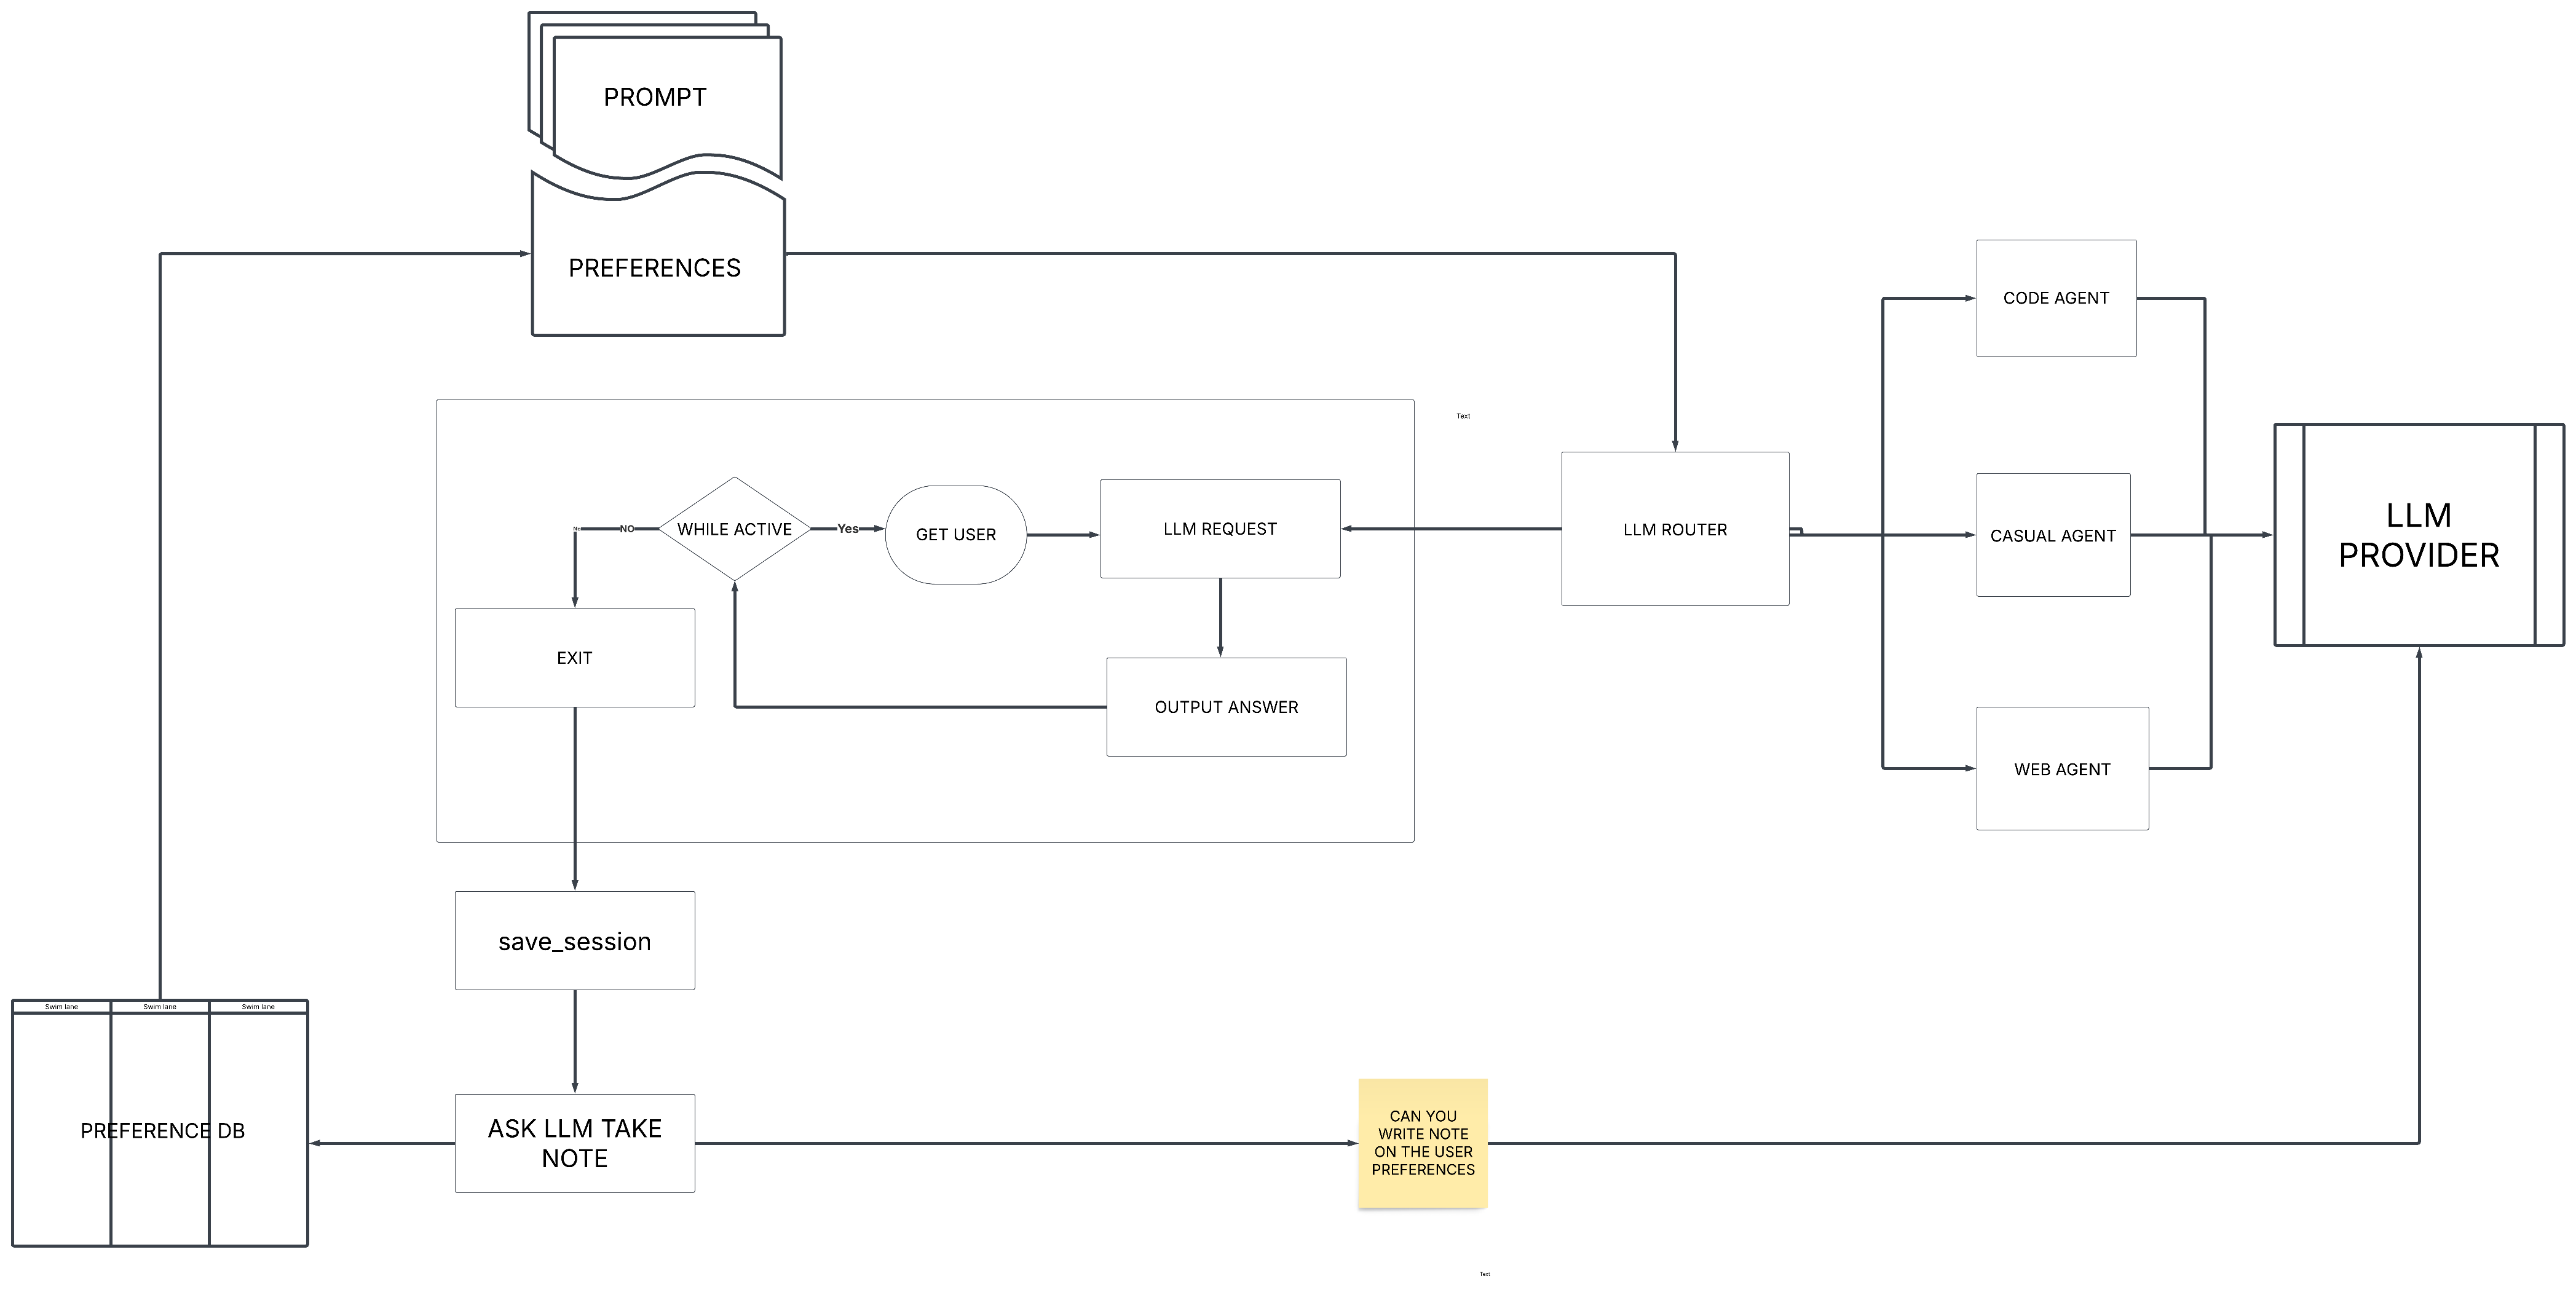 PROMPT
PREFERENCES
CODE AGENT
Text
WHILE ACTIVE
No
NO
Yes
GET USER
LLM REQUEST
LLM ROUTER
CASUAL AGENT
LLM
PROVIDER
EXIT
OUTPUT ANSWER
WEB AGENT
save_session
Swim lane
Swim lane
Swim lane
PREFERENCE DB
ASK LLM TAKE
NOTE
CAN YOU
WRITE NOTE
ON THE USER
PREFERENCES
Text